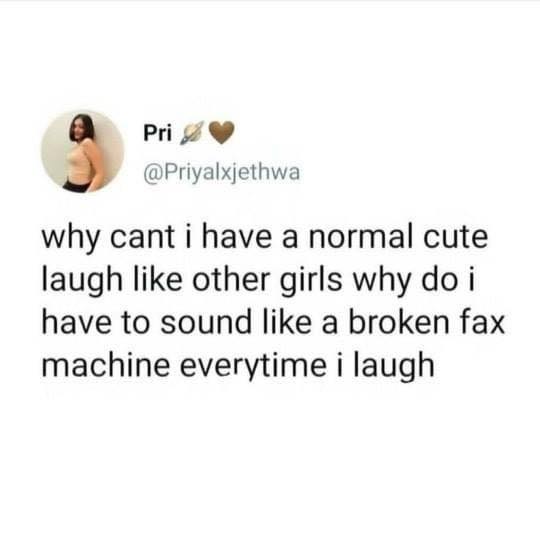 Pri 🪐🤎
@Priyalxjethwa
why cant i have a normal cute
laugh like other girls why do i
have to sound like a broken fax
machine everytime i laugh